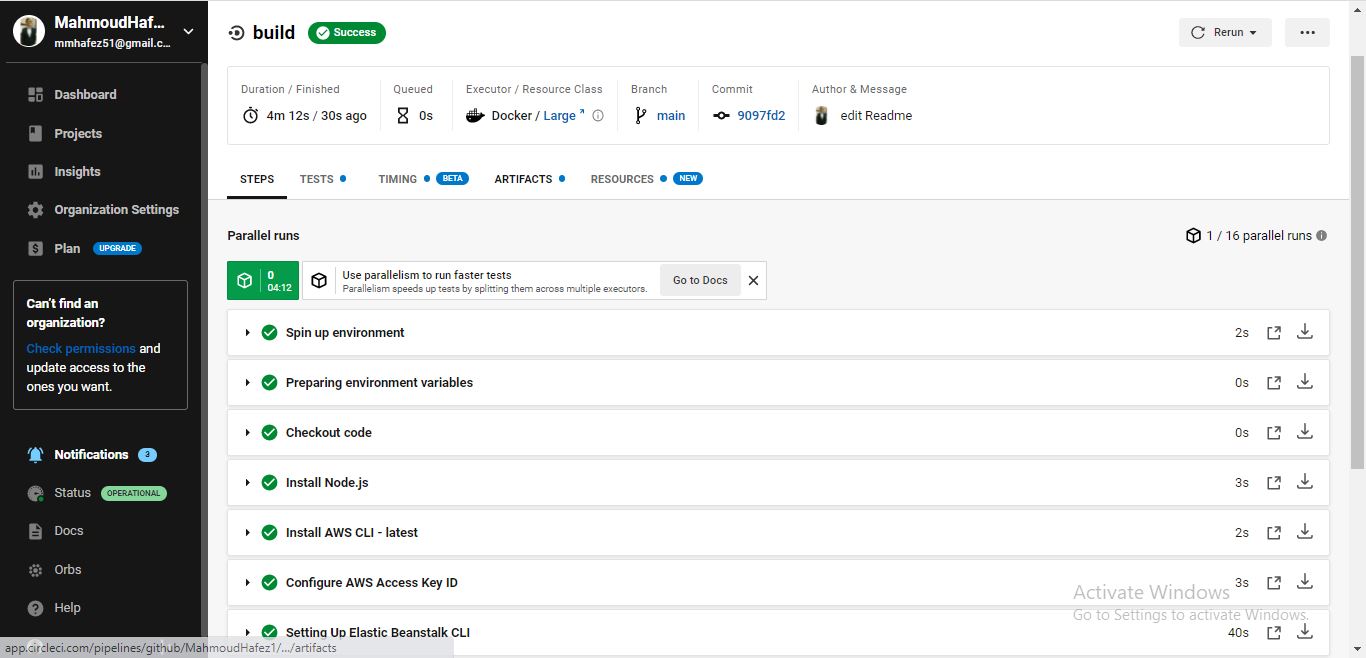 MahmoudHaf...
mmhafez51@gmail.c...
Dashboard
Projects
Insights
Organization Settings
Plan UPGRADE
Can't find an
organization?
Check permissions and
update access to the
ones you want.
Notifications 3
Status OPERATIONAL
Docs
Orbs
Help
app.circleci.com/pipelines/github/MahmoudHafez1/.../artifacts
build Success
Rerun
Duration / Finished
4m 12s / 30s ago
Queued
0s
Executor / Resource Class
Docker / Large
Branch
main
Commit
9097fd2
Author & Message
edit Readme
STEPS TESTS TIMING BETA ARTIFACTS RESOURCES NEW
Parallel runs
1 / 16 parallel runs
0
04:12
Use parallelism to run faster tests
Parallelism speeds up tests by splitting them across multiple executors.
Go to Docs
Spin up environment 2s
Preparing environment variables 0s
Checkout code 0s
Install Node.js 3s
Install AWS CLI - latest 2s
Configure AWS Access Key ID 3s
Setting Up Elastic Beanstalk CLI 40s
Activate Windows
Go to Settings to activate Windows.